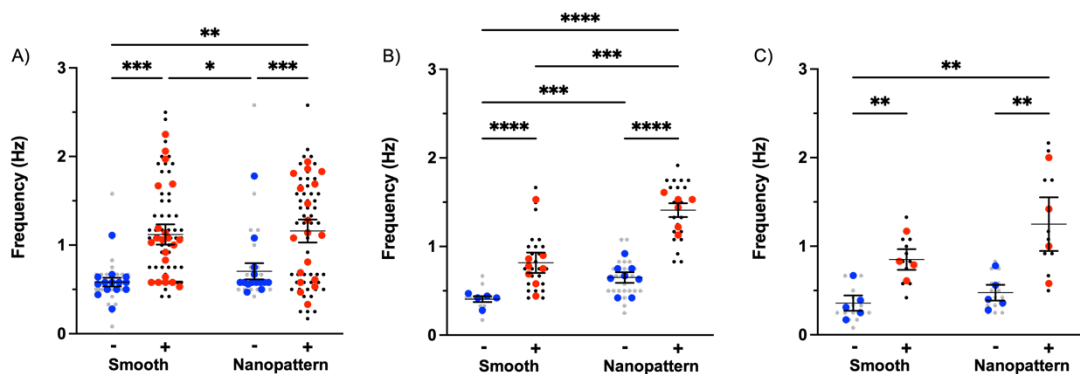 A)
**
*** * ***
Frequency (Hz)
3
2
1
0
- + - +
Smooth Nanopattern
B)
****
***
***
**** ****
Frequency (Hz)
3
2
1
0
- + - +
Smooth Nanopattern
C)
**
** **
Frequency (Hz)
3
2
1
0
- + - +
Smooth Nanopattern